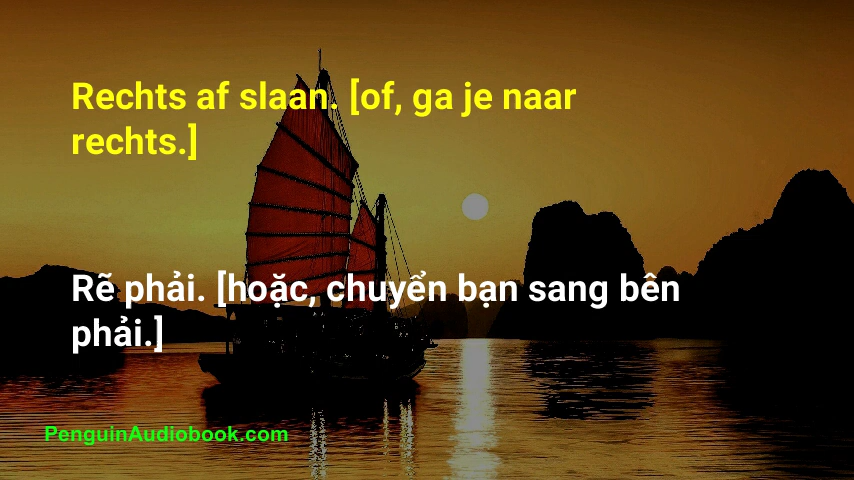 Rechts af slaan. [of, ga je naar
rechts.]
Rẽ phải. [hoặc, chuyển bạn sang bên
phải.]
PenguinAudiobook.com